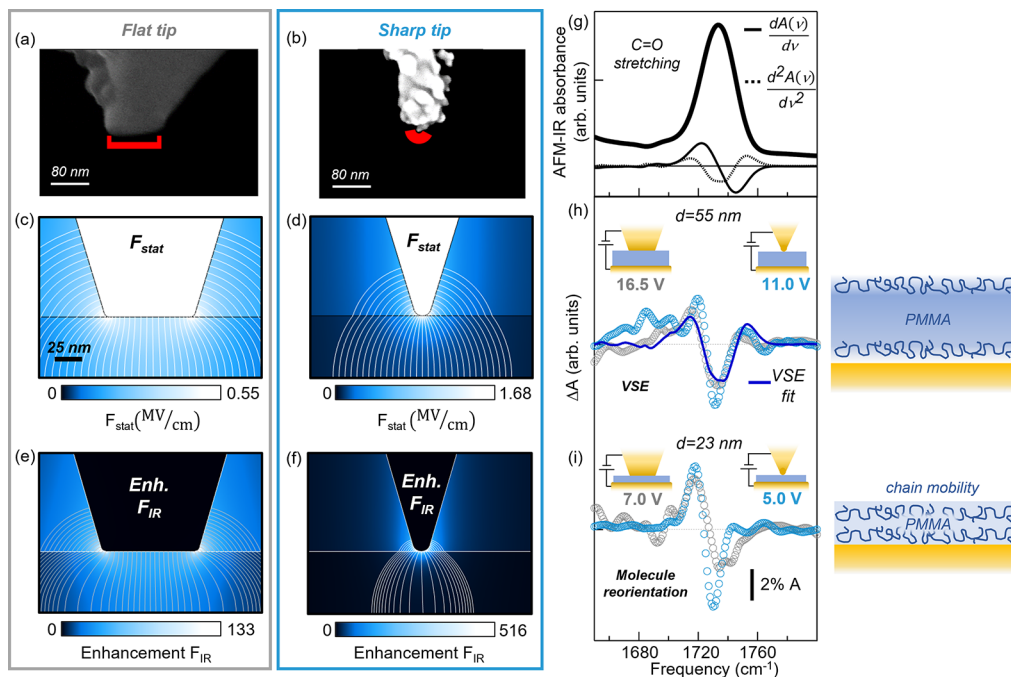 Flat tip
Sharp tip
(a)
80 nm
(b)
80 nm
(c)
F_stat
25 nm
0 0.55
F_stat(MV/cm)
(d)
F_stat
0 1.68
F_stat(MV/cm)
(e)
Enh.
F_IR
0 133
Enhancement F_IR
(f)
Enh.
F_IR
0 516
Enhancement F_IR
(g)
C=O
stretching
dA(ν)/dν
d²A(ν)/dν²
AFM-IR absorbance
(arb. units)
(h)
d=55 nm
16.5 V
11.0 V
VSE
VSE
fit
ΔA (arb. units)
(i)
d=23 nm
7.0 V
5.0 V
Molecule
reorientation
2% A
1680 1720 1760
Frequency (cm⁻¹)
PMMA
chain mobility
PMMA